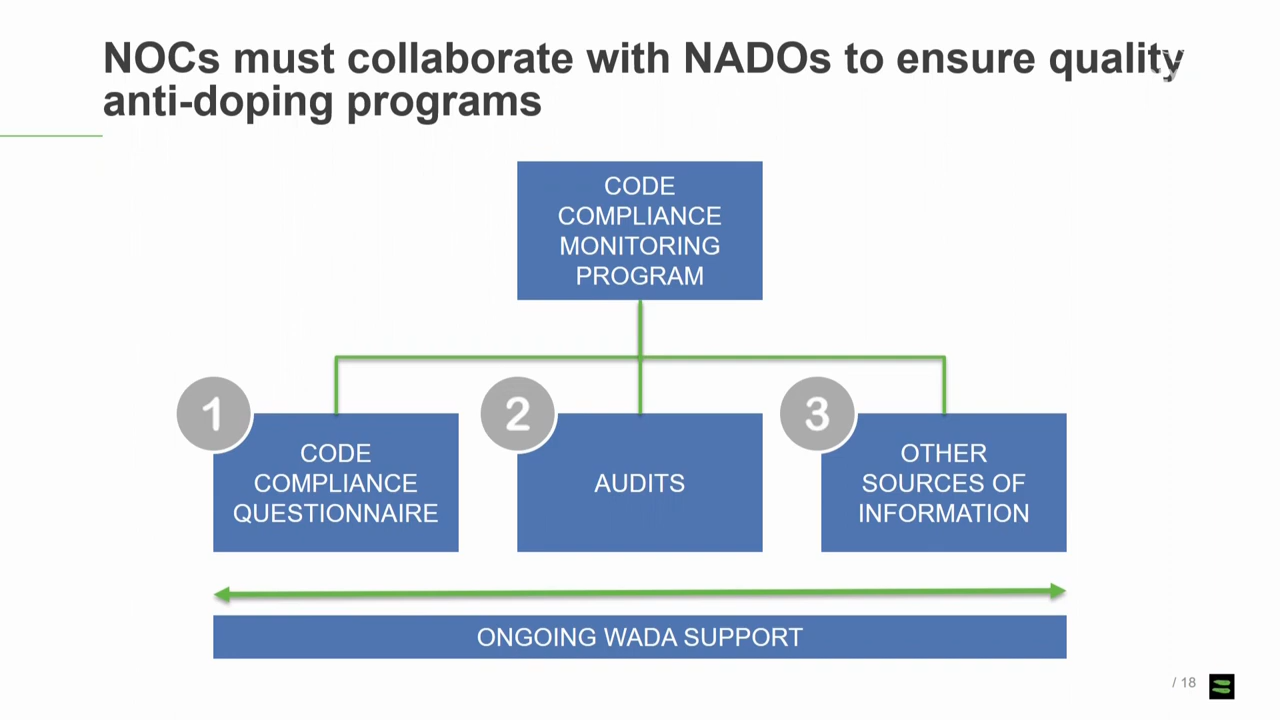 NOCs must collaborate with NADOs to ensure quality
anti-doping programs
CODE
COMPLIANCE
MONITORING
PROGRAM
1
2
3
CODE
COMPLIANCE
QUESTIONNAIRE
AUDITS
OTHER
SOURCES OF
INFORMATION
ONGOING WADA SUPPORT
/ 18